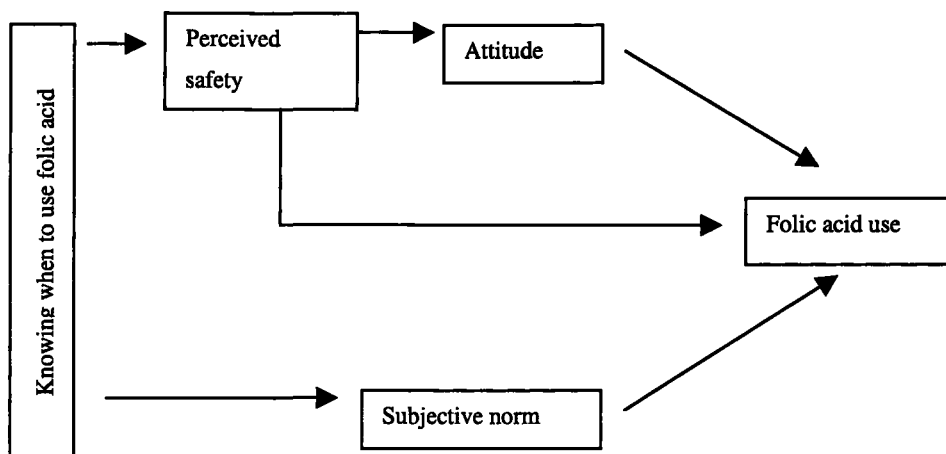 Knowing when to use folic acid
Perceived
safety
Attitude
Folic acid use
Subjective norm